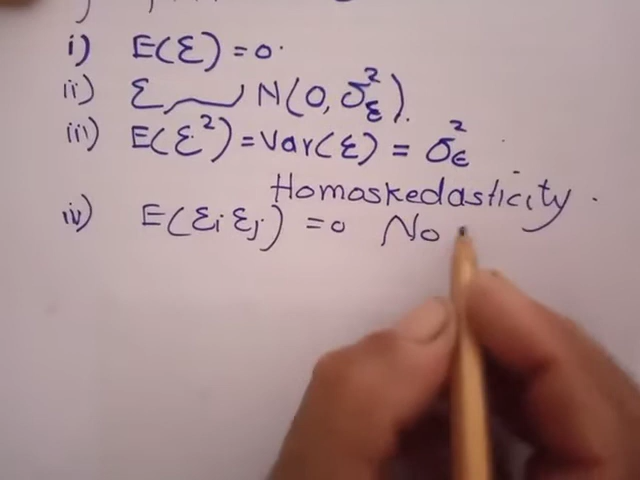 i) E(ε) = 0.
ii) ε ~ N(0, σ²ε).
iii) E(ε²) = Var(ε) = σ²ε
Homoskedasticity.
iv) E(εi εj) = 0 No